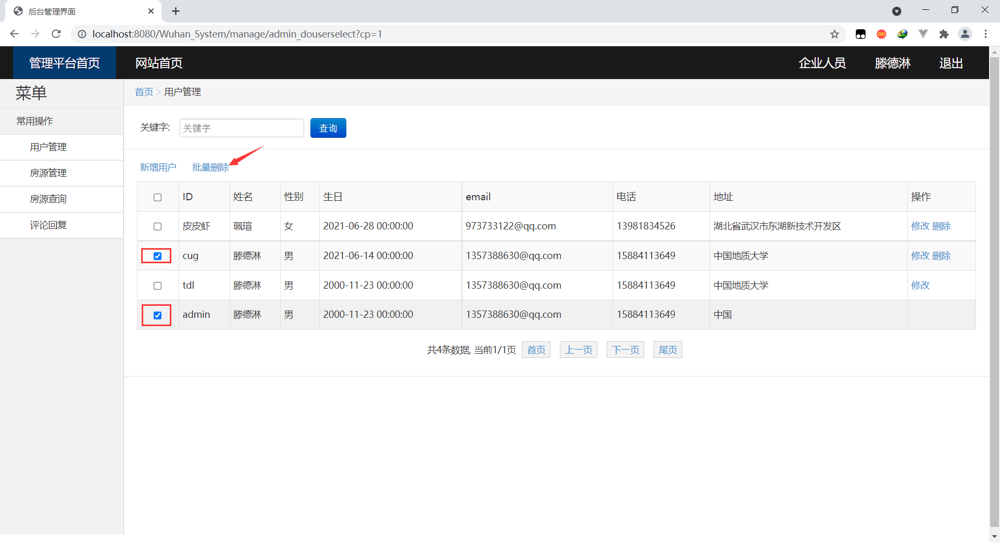 后台管理界面
localhost:8080/Wuhan_System/manage/admin_douserselect?cp=1
管理平台首页 网站首页 企业人员 滕德淋 退出
菜单
首页 > 用户管理
常用操作
用户管理
房源管理
房源查询
评论回复
关键字: 关键字 查询
新增用户 批量删除
ID 姓名 性别 生日 email 电话 地址 操作
皮皮虾 珮瑄 女 2021-06-28 00:00:00 973733122@qq.com 13981834526 湖北省武汉市东湖新技术开发区 修改 删除
cug 滕德淋 男 2021-06-14 00:00:00 1357388630@qq.com 15884113649 中国地质大学 修改 删除
tdl 滕德淋 男 2000-11-23 00:00:00 1357388630@qq.com 15884113649 中国地质大学 修改
admin 滕德淋 男 2000-11-23 00:00:00 1357388630@qq.com 15884113649 中国
共4条数据, 当前1/1页 首页 上一页 下一页 尾页